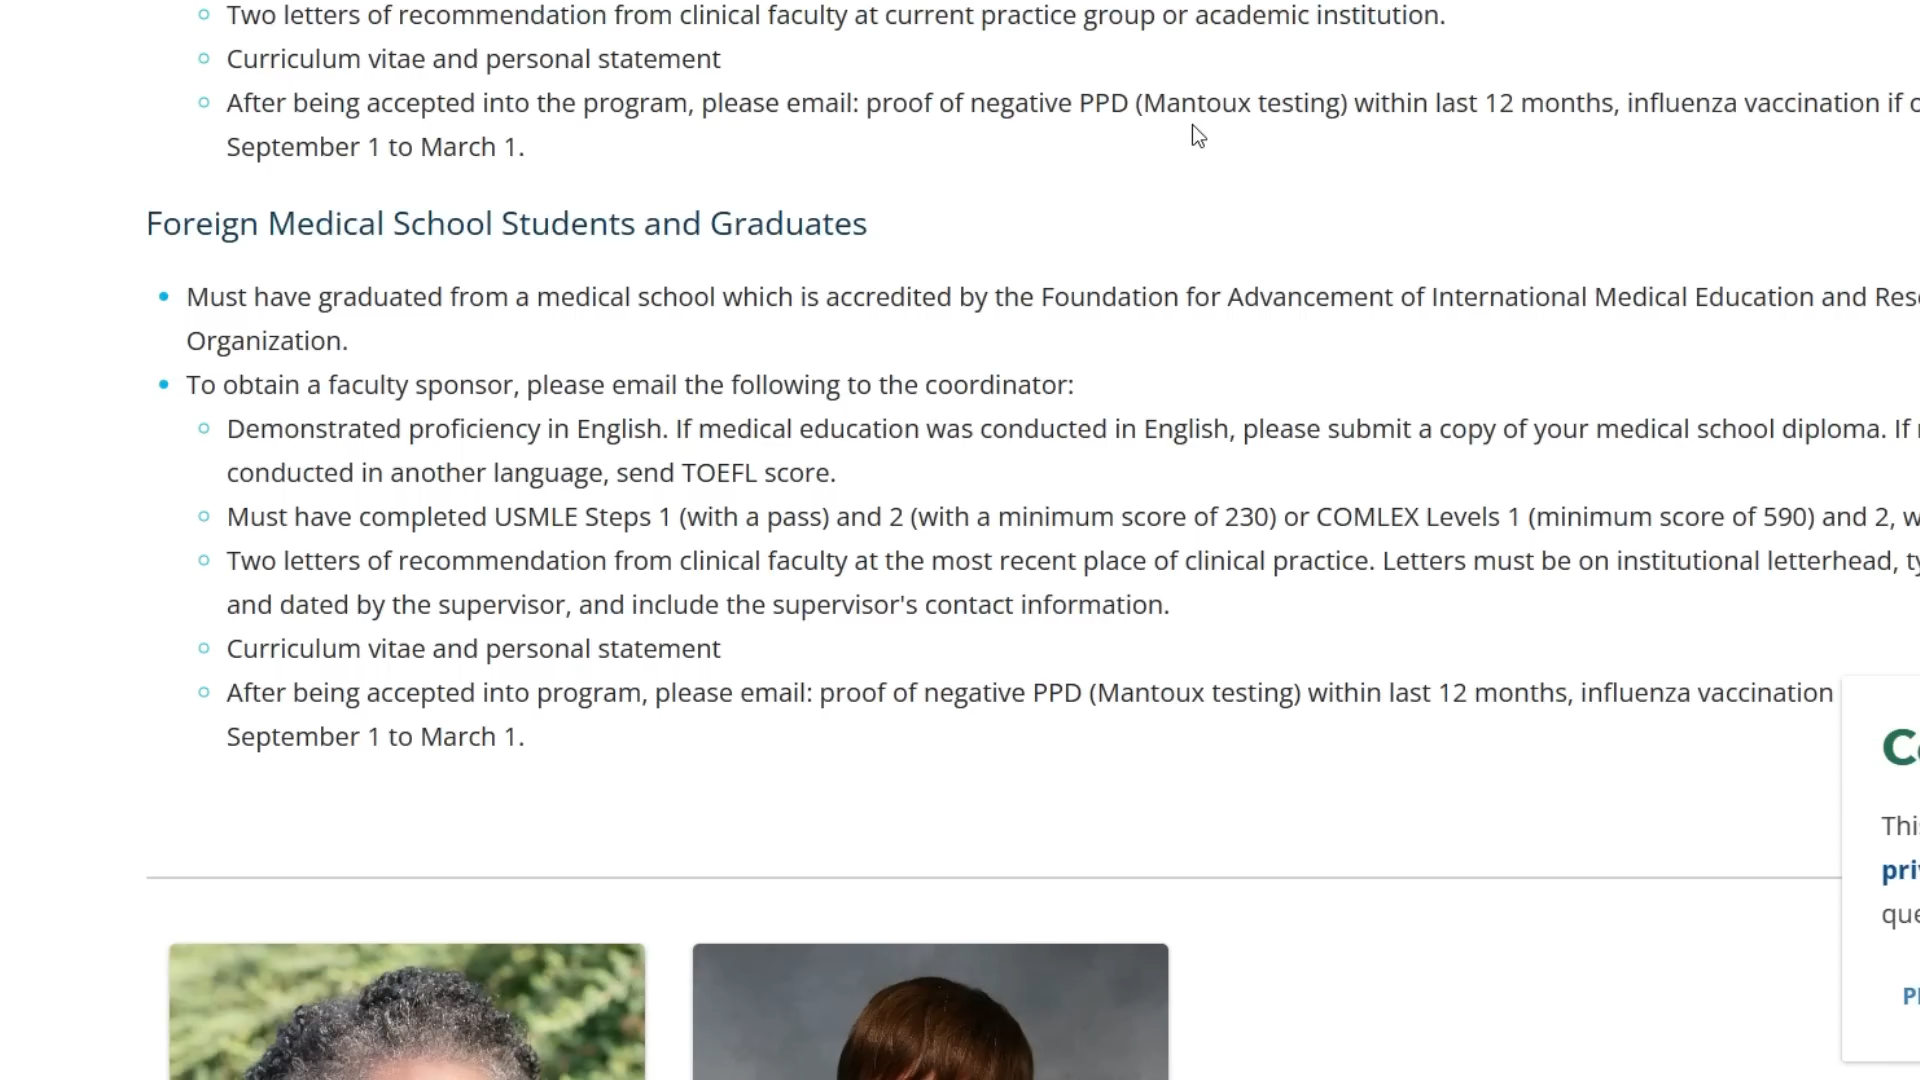 Two letters of recommendation from clinical faculty at current practice group or academic institution.
Curriculum vitae and personal statement
After being accepted into the program, please email: proof of negative PPD (Mantoux testing) within last 12 months, influenza vaccination if
September 1 to March 1.
Foreign Medical School Students and Graduates
Must have graduated from a medical school which is accredited by the Foundation for Advancement of International Medical Education and
Organization.
To obtain a faculty sponsor, please email the following to the coordinator:
Demonstrated proficiency in English. If medical education was conducted in English, please submit a copy of your medical school diploma. If
conducted in another language, send TOEFL score.
Must have completed USMLE Steps 1 (with a pass) and 2 (with a minimum score of 230) or COMLEX Levels 1 (minimum score of 590) and 2,
Two letters of recommendation from clinical faculty at the most recent place of clinical practice. Letters must be on institutional letterhead,
and dated by the supervisor, and include the supervisor's contact information.
Curriculum vitae and personal statement
After being accepted into program, please email: proof of negative PPD (Mantoux testing) within last 12 months, influenza vaccination
September 1 to March 1.